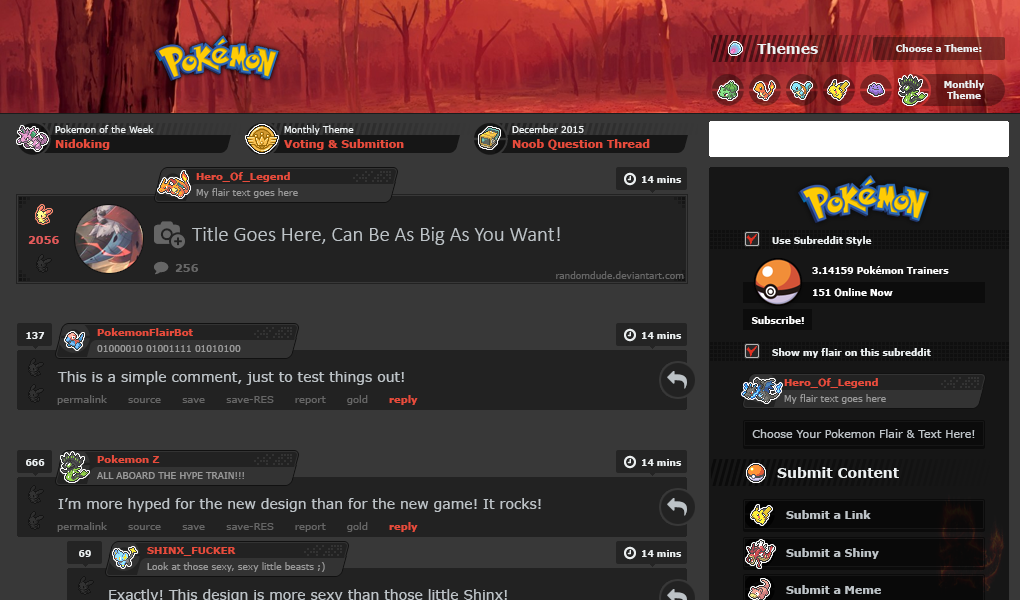 POKéMON
Themes
Choose a Theme:
Monthly
Theme
Pokemon of the Week
Nidoking
Monthly Theme
Voting & Submition
December 2015
Noob Question Thread
Hero_Of_Legend
My flair text goes here
14 mins
2056
Title Goes Here, Can Be As Big As You Want!
256
randomdude.deviantart.com
137
PokemonFlairBot
01000010 01001111 01010100
14 mins
This is a simple comment, just to test things out!
permalink source save save-RES report gold reply
666
Pokemon Z
ALL ABOARD THE HYPE TRAIN!!!
14 mins
I’m more hyped for the new design than for the new game! It rocks!
permalink source save save-RES report gold reply
69
SHINX_FUCKER
Look at those sexy, sexy little beasts ;)
14 mins
Exactly! This design is more sexy than those little Shinx!
POKéMON
Use Subreddit Style
3.14159 Pokémon Trainers
151 Online Now
Subscribe!
Show my flair on this subreddit
Hero_Of_Legend
My flair text goes here
Choose Your Pokemon Flair & Text Here!
Submit Content
Submit a Link
Submit a Shiny
Submit a Meme